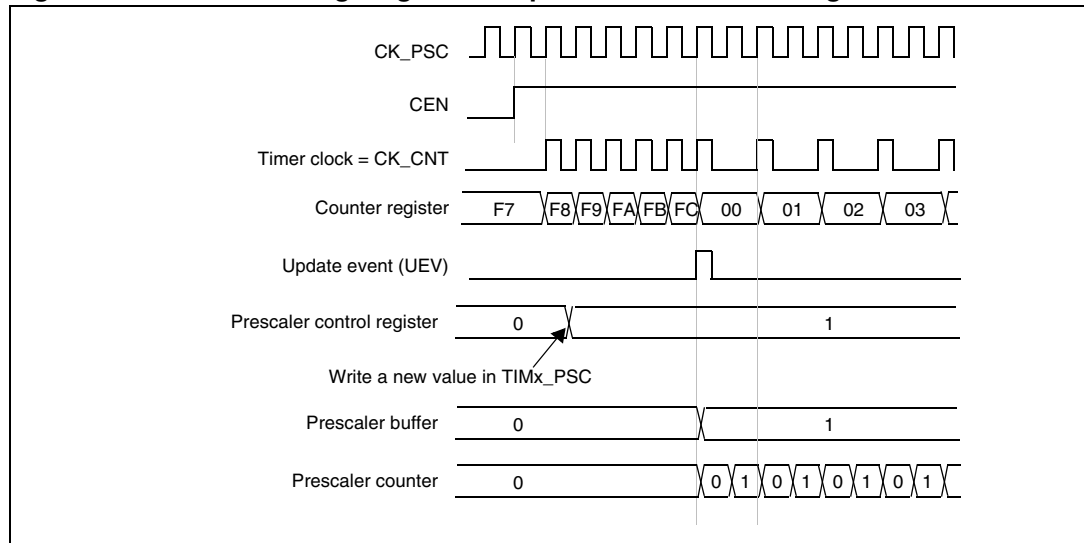 CK_PSC
CEN
Timer clock = CK_CNT
Counter register F7 F8 F9 FA FB FC 00 01 02 03
Update event (UEV)
Prescaler control register 0 1
Write a new value in TIMx_PSC
Prescaler buffer 0 1
Prescaler counter 0 0 1 0 1 0 1 0 1